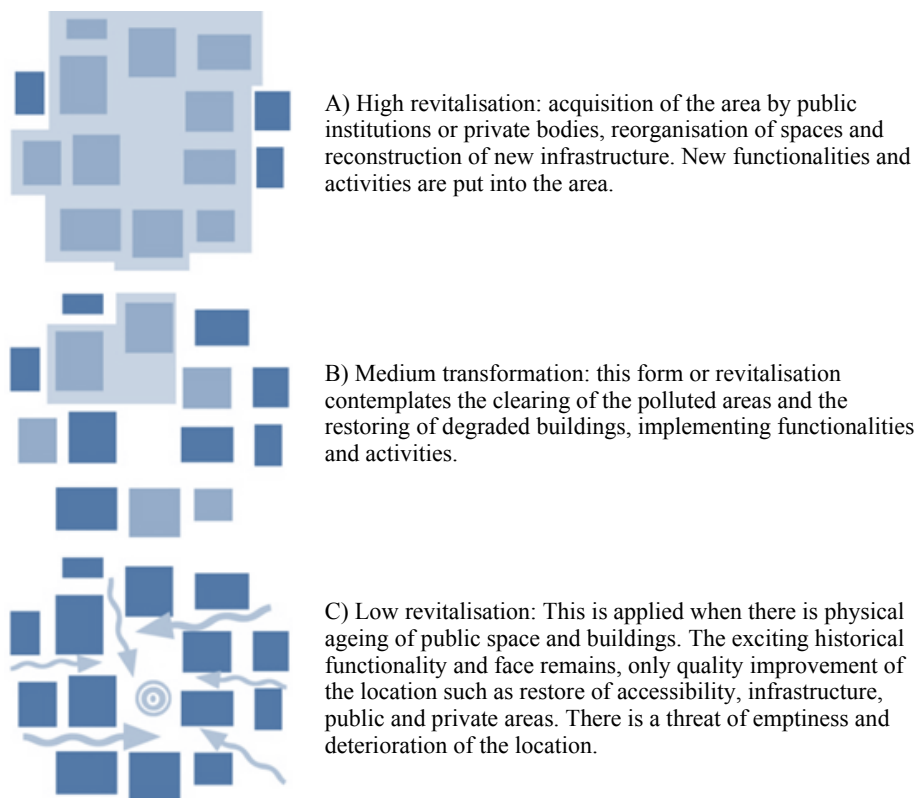 A) High revitalisation: acquisition of the area by public
institutions or private bodies, reorganisation of spaces and
reconstruction of new infrastructure. New functionalities and
activities are put into the area.
B) Medium transformation: this form or revitalisation
contemplates the clearing of the polluted areas and the
restoring of degraded buildings, implementing functionalities
and activities.
C) Low revitalisation: This is applied when there is physical
ageing of public space and buildings. The exciting historical
functionality and face remains, only quality improvement of
the location such as restore of accessibility, infrastructure,
public and private areas. There is a threat of emptiness and
deterioration of the location.